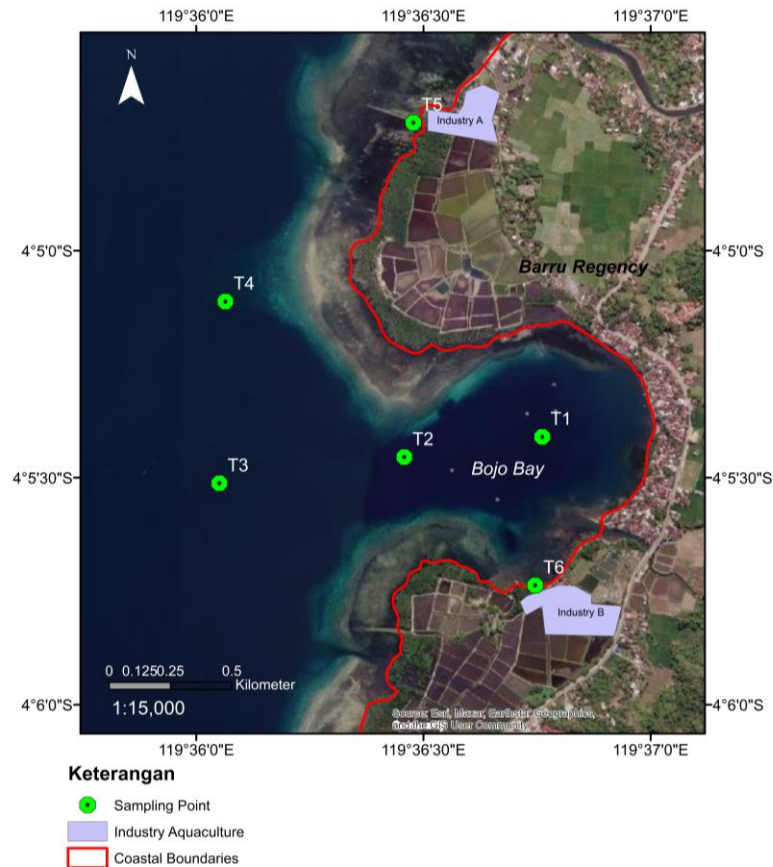 119°36'0"E 119°36'30"E 119°37'0"E
N
T5
Industry A
4°5'0"S 4°5'0"S
Barru Regency
T4
T1
T2
Bojo Bay
T3
4°5'30"S 4°5'30"S
T6
Industry B
0 0.125 0.25 0.5
Kilometer
1:15,000
4°6'0"S 4°6'0"S
Source: Esri, Maxar, Earthstar Geographics,
and the GIS User Community
119°36'0"E 119°36'30"E 119°37'0"E
Keterangan
Sampling Point
Industry Aquaculture
Coastal Boundaries